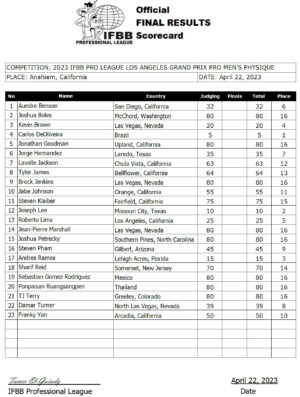 Official
FINAL RESULTS
Scorecard
IFBB
PROFESSIONAL LEAGUE
COMPETITION: 2023 IFBB PRO LEAGUE LOS ANGELES GRAND PRIX PRO MEN'S PHYSIQUE
PLACE: Anahiem, California DATE: April 22, 2023
No Name Country Judging Finals Total Place
1 Aundre Benson San Diego, California 32 32 6
2 Joshua Boles McChord, Washington 80 80 16
3 Kevin Brown Las Vegas, Nevada 20 20 4
4 Carlos DeOliveira Brazil 5 5 1
5 Jonathan Goodman Upland, California 80 80 16
6 Jorge Hernandez Laredo, Texas 35 35 7
7 Lavelle Jackson Chula Vista, California 63 63 12
8 Tyler James Bellflower, California 64 64 13
9 Brock Jenkins Las Vegas, Nevada 80 80 16
10 Jabe Johnson Orange, California 55 55 11
11 Steven Klaiber Fairfield, California 75 75 15
12 Joseph Lee Missouri City, Texas 10 10 2
13 Roberto Lima Los Angeles, California 25 25 5
14 Jean-Pierre Marshall Las Vegas, Nevada 80 80 16
15 Joshua Petrecky Southern Pines, North Carolina 80 80 16
16 Steven Pham Gilbert, Arizona 45 45 9
17 Andres Ramos Lehigh Acres, Florida 15 15 3
18 Sharif Reid Somerset, New Jersey 70 70 14
19 Sebastian Gomez Rodriguez Mexico 80 80 16
20 Ponpaisan Ruangsangpen Thailand 80 80 16
21 TJ Terry Greeley, Colorado 80 80 16
22 Damar Turner North Las Vegas, Nevada 39 39 8
23 Franky Yan Arcadia, California 50 50 10
April 22, 2023
IFBB Professional League Date